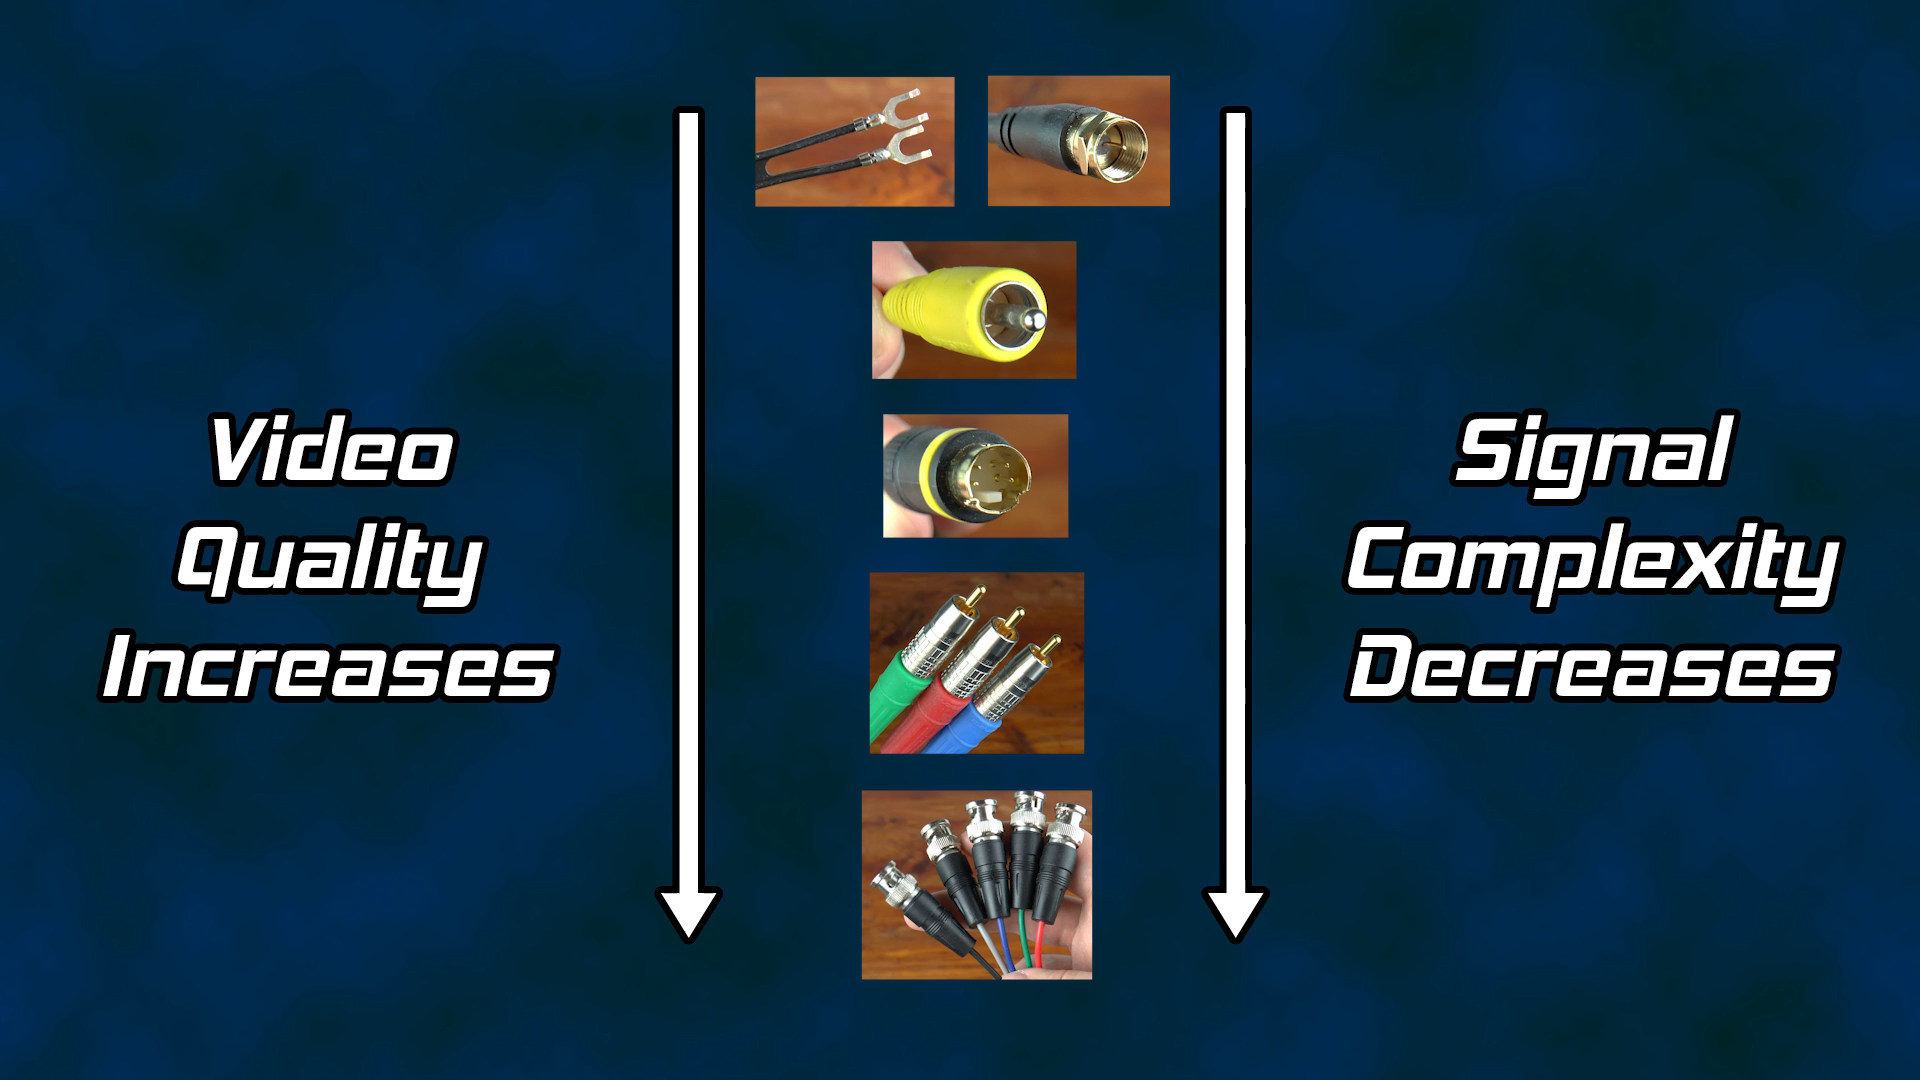 Video
Quality
Increases
Signal
Complexity
Decreases